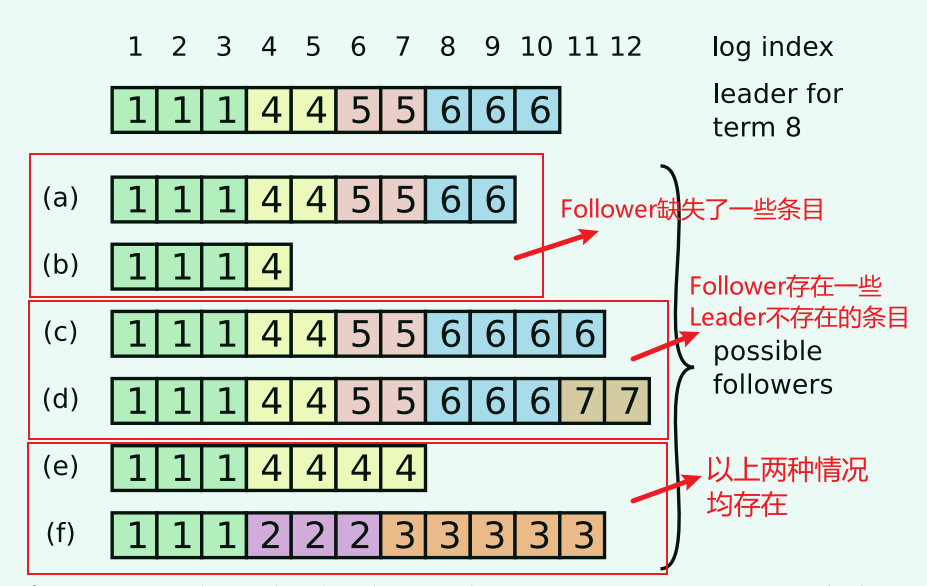 1 2 3 4 5 6 7 8 9 10 11 12 log index
1 1 1 4 4 5 5 6 6 6 leader for
term 8
(a) 1 1 1 4 4 5 5 6 6
Follower缺失了一些条目
(b) 1 1 1 4
Follower存在一些
Leader不存在的条目
(c) 1 1 1 4 4 5 5 6 6 6 6
possible
followers
(d) 1 1 1 4 4 5 5 6 6 6 7 7
(e) 1 1 1 4 4 4 4
以上两种情况
均存在
(f) 1 1 1 2 2 2 3 3 3 3 3